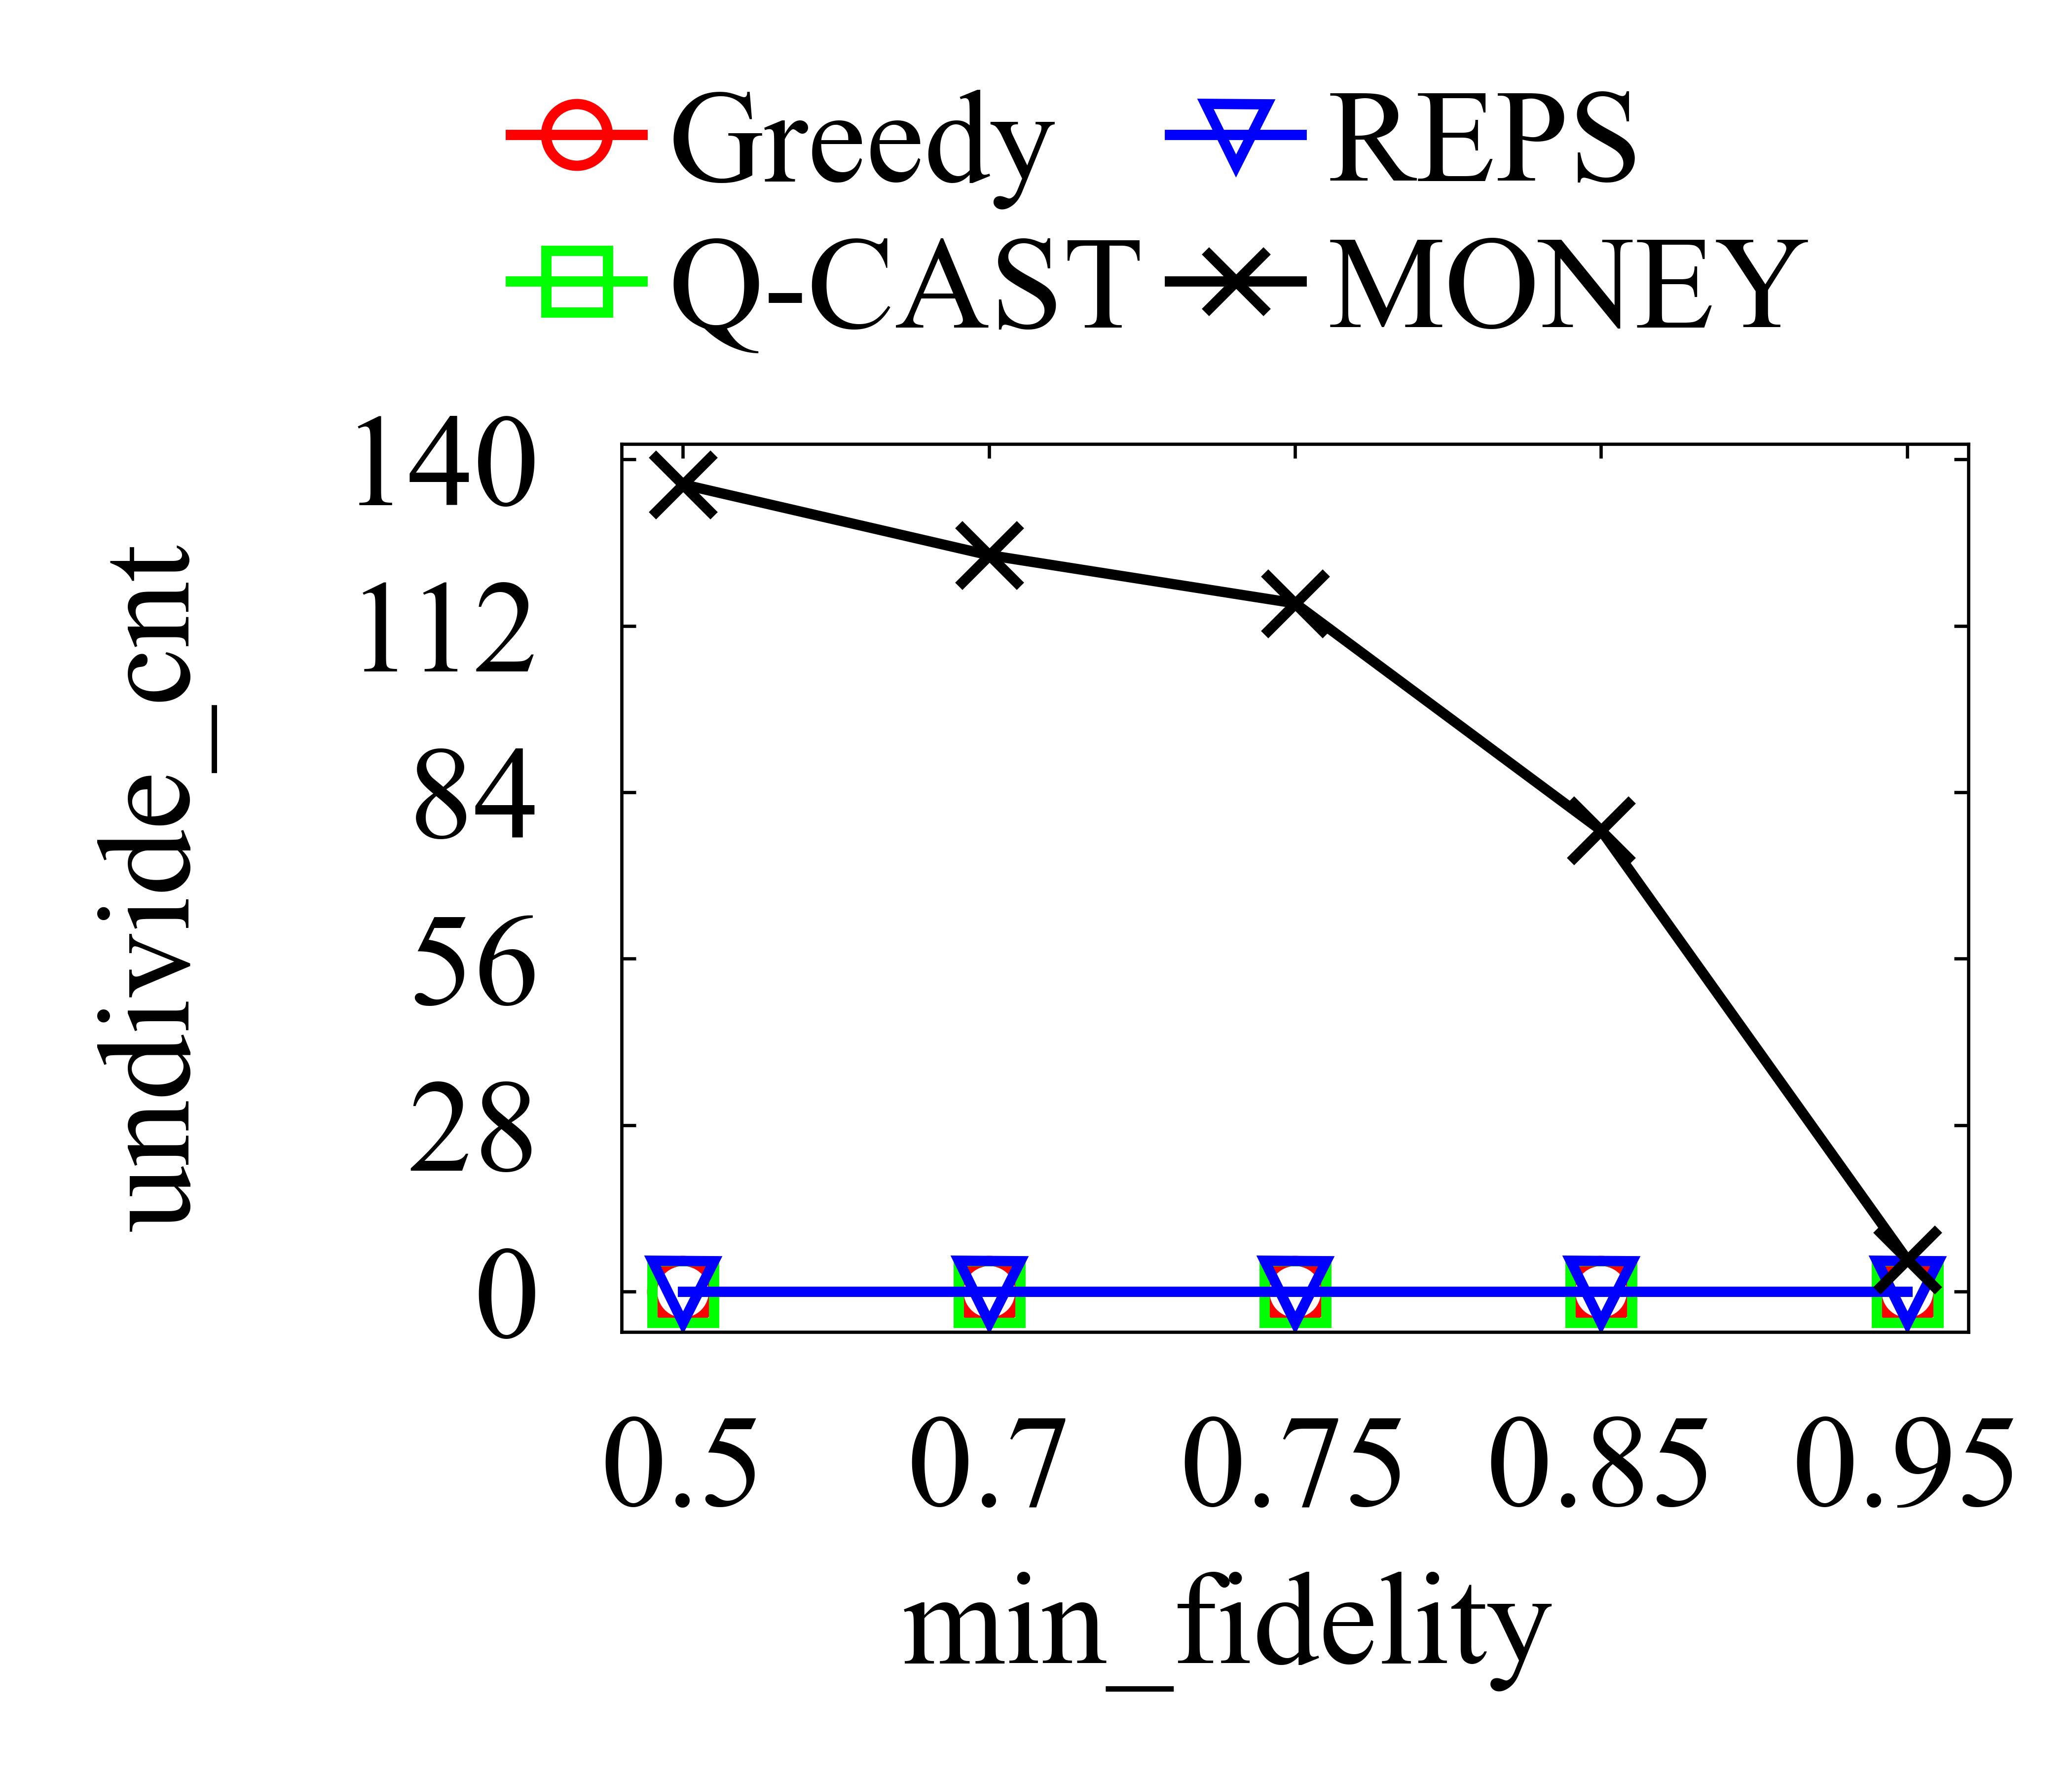 Greedy REPS
Q-CAST MONEY
140
112
84
56
28
0
undivide_cnt
0.5 0.7 0.75 0.85 0.95
min_fidelity